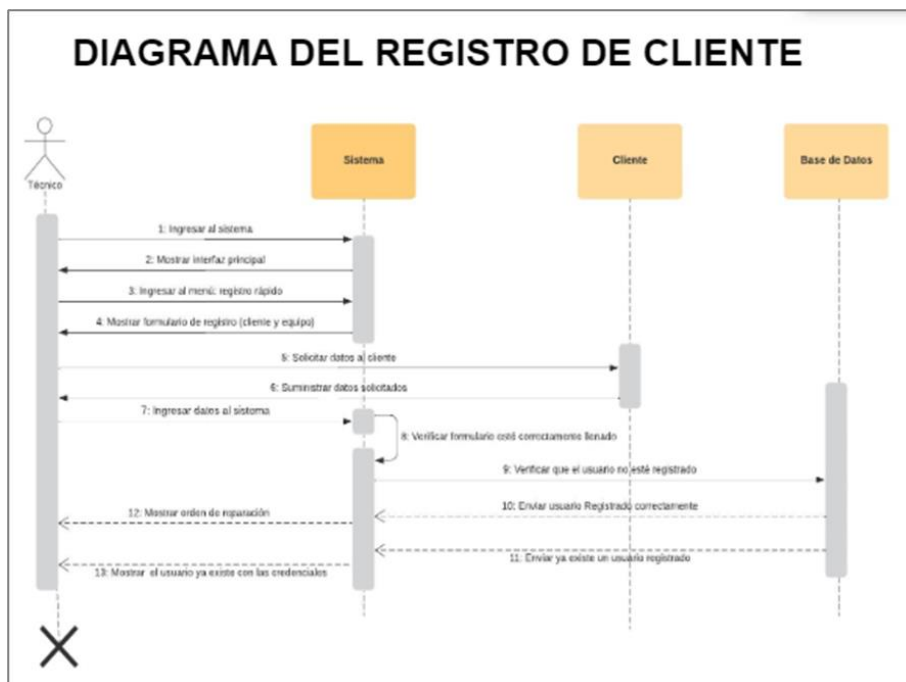 DIAGRAMA DEL REGISTRO DE CLIENTE
Técnico
Sistema
Cliente
Base de Datos
1: Ingresar al sistema
2: Mostrar interfaz principal
3: Ingresar al menú: registro rápido
4: Mostrar formulario de registro (cliente y equipo)
5: Solicitar datos al cliente
6: Suministrar datos solicitados
7: Ingresar datos al sistema
8: Verificar formulario esté correctamente llenado
9: Verificar que el usuario no esté registrado
10: Enviar usuario Registrado correctamente
12: Mostrar orden de reparación
11: Enviar ya existe un usuario registrado
13: Mostrar el usuario ya existe con las credenciales